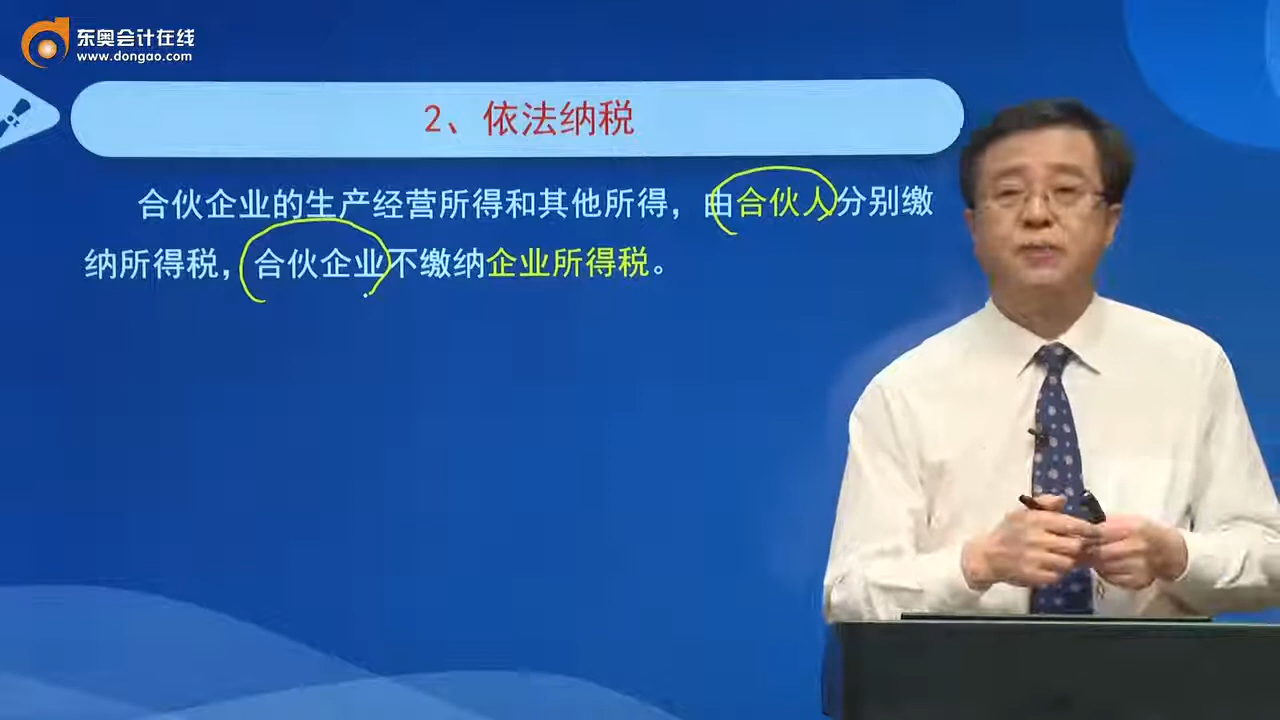 东奥会计在线
www.dongao.com
2、依法纳税
合伙企业的生产经营所得和其他所得，由合伙人分别缴
纳所得税，合伙企业不缴纳企业所得税。